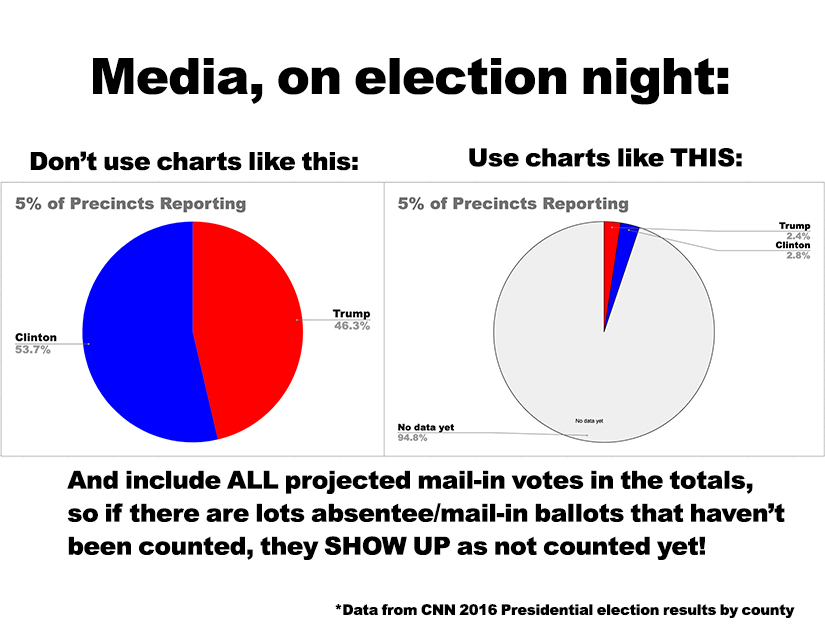 Media, on election night:
Don't use charts like this:
Use charts like THIS:
5% of Precincts Reporting
Trump
46.3%
Clinton
53.7%
5% of Precincts Reporting
Trump
2.4%
Clinton
2.8%
No data yet
No data yet
94.8%
And include ALL projected mail-in votes in the totals,
so if there are lots absentee/mail-in ballots that haven't
been counted, they SHOW UP as not counted yet!
*Data from CNN 2016 Presidential election results by county